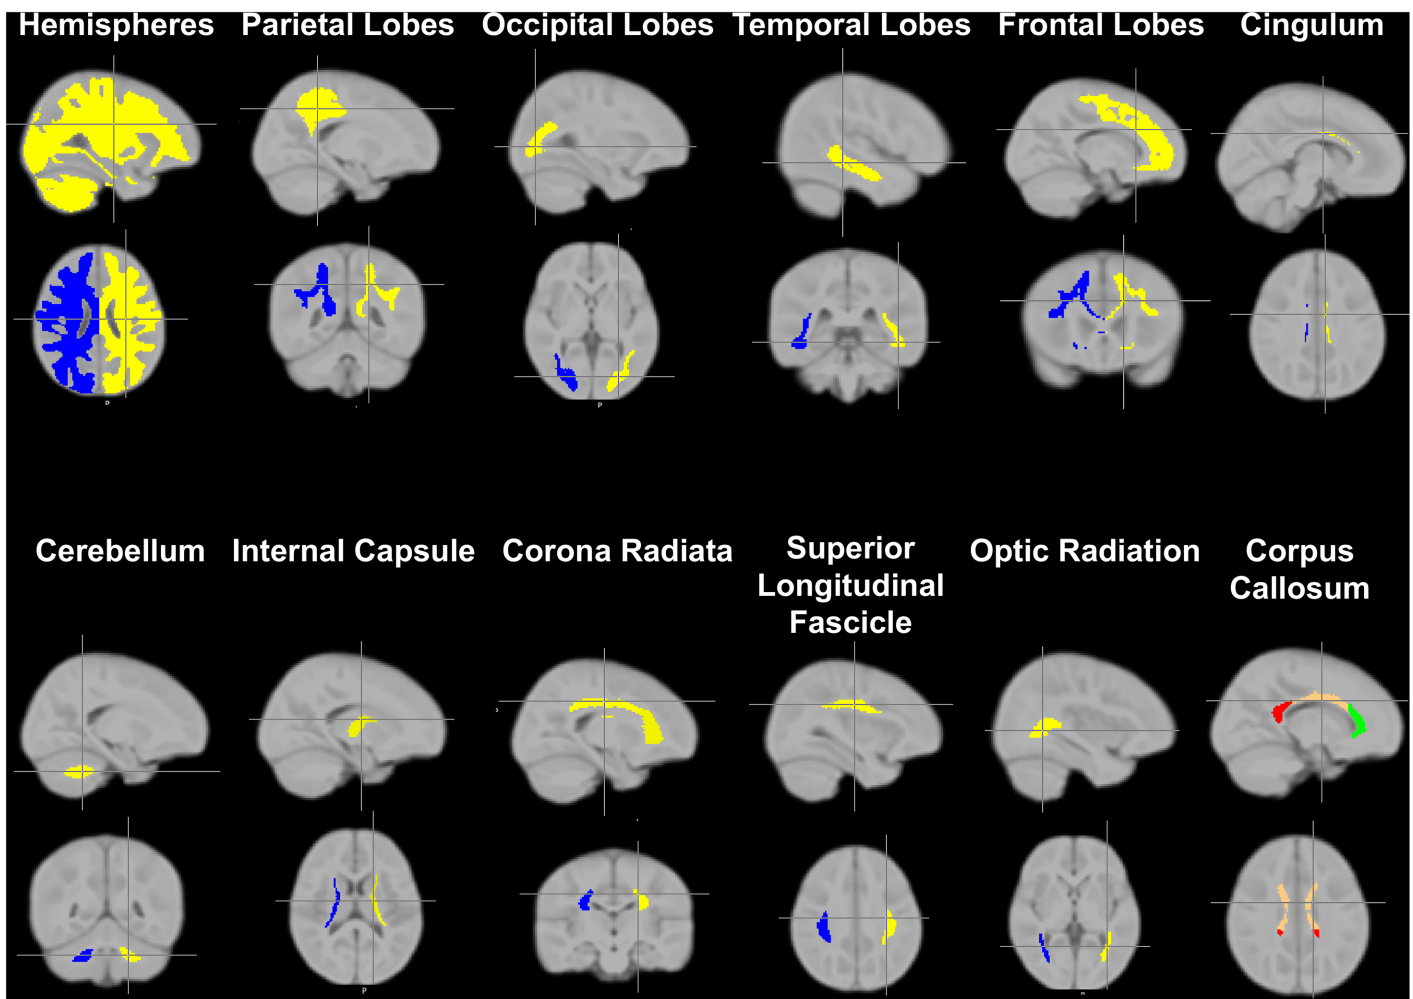 Hemispheres
Parietal Lobes
Occipital Lobes
Temporal Lobes
Frontal Lobes
Cingulum
P
P
Cerebellum
Internal Capsule
Corona Radiata
Superior
Longitudinal
Fascicle
Optic Radiation
Corpus
Callosum
P